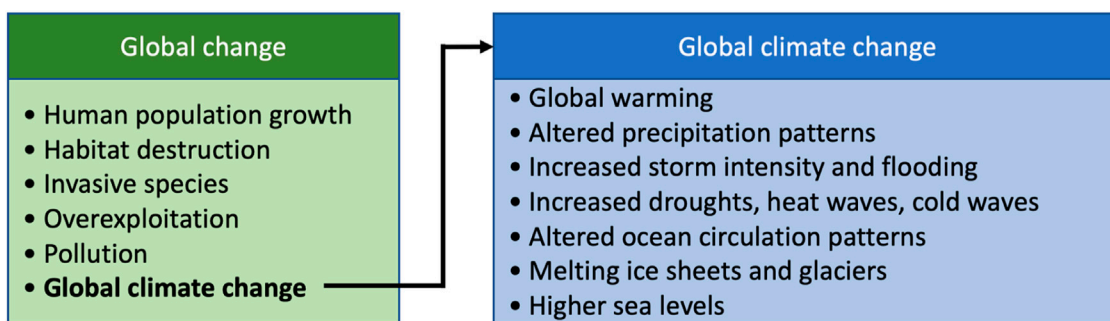 Global change
• Human population growth
• Habitat destruction
• Invasive species
• Overexploitation
• Pollution
• Global climate change
Global climate change
• Global warming
• Altered precipitation patterns
• Increased storm intensity and flooding
• Increased droughts, heat waves, cold waves
• Altered ocean circulation patterns
• Melting ice sheets and glaciers
• Higher sea levels